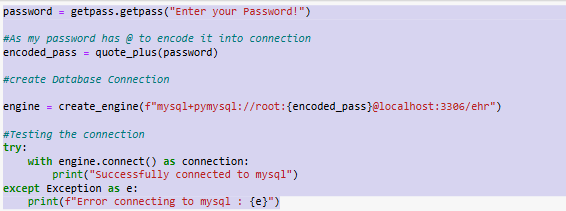 password = getpass.getpass("Enter your Password!")
#As my password has @ to encode it into connection
encoded_pass = quote_plus(password)
#create Database Connection
engine = create_engine(f"mysql+pymysql://root:{encoded_pass}@localhost:3306/ehr")
#Testing the connection
try:
    with engine.connect() as connection:
        print("Successfully connected to mysql")
except Exception as e:
    print(f"Error connecting to mysql : {e}")